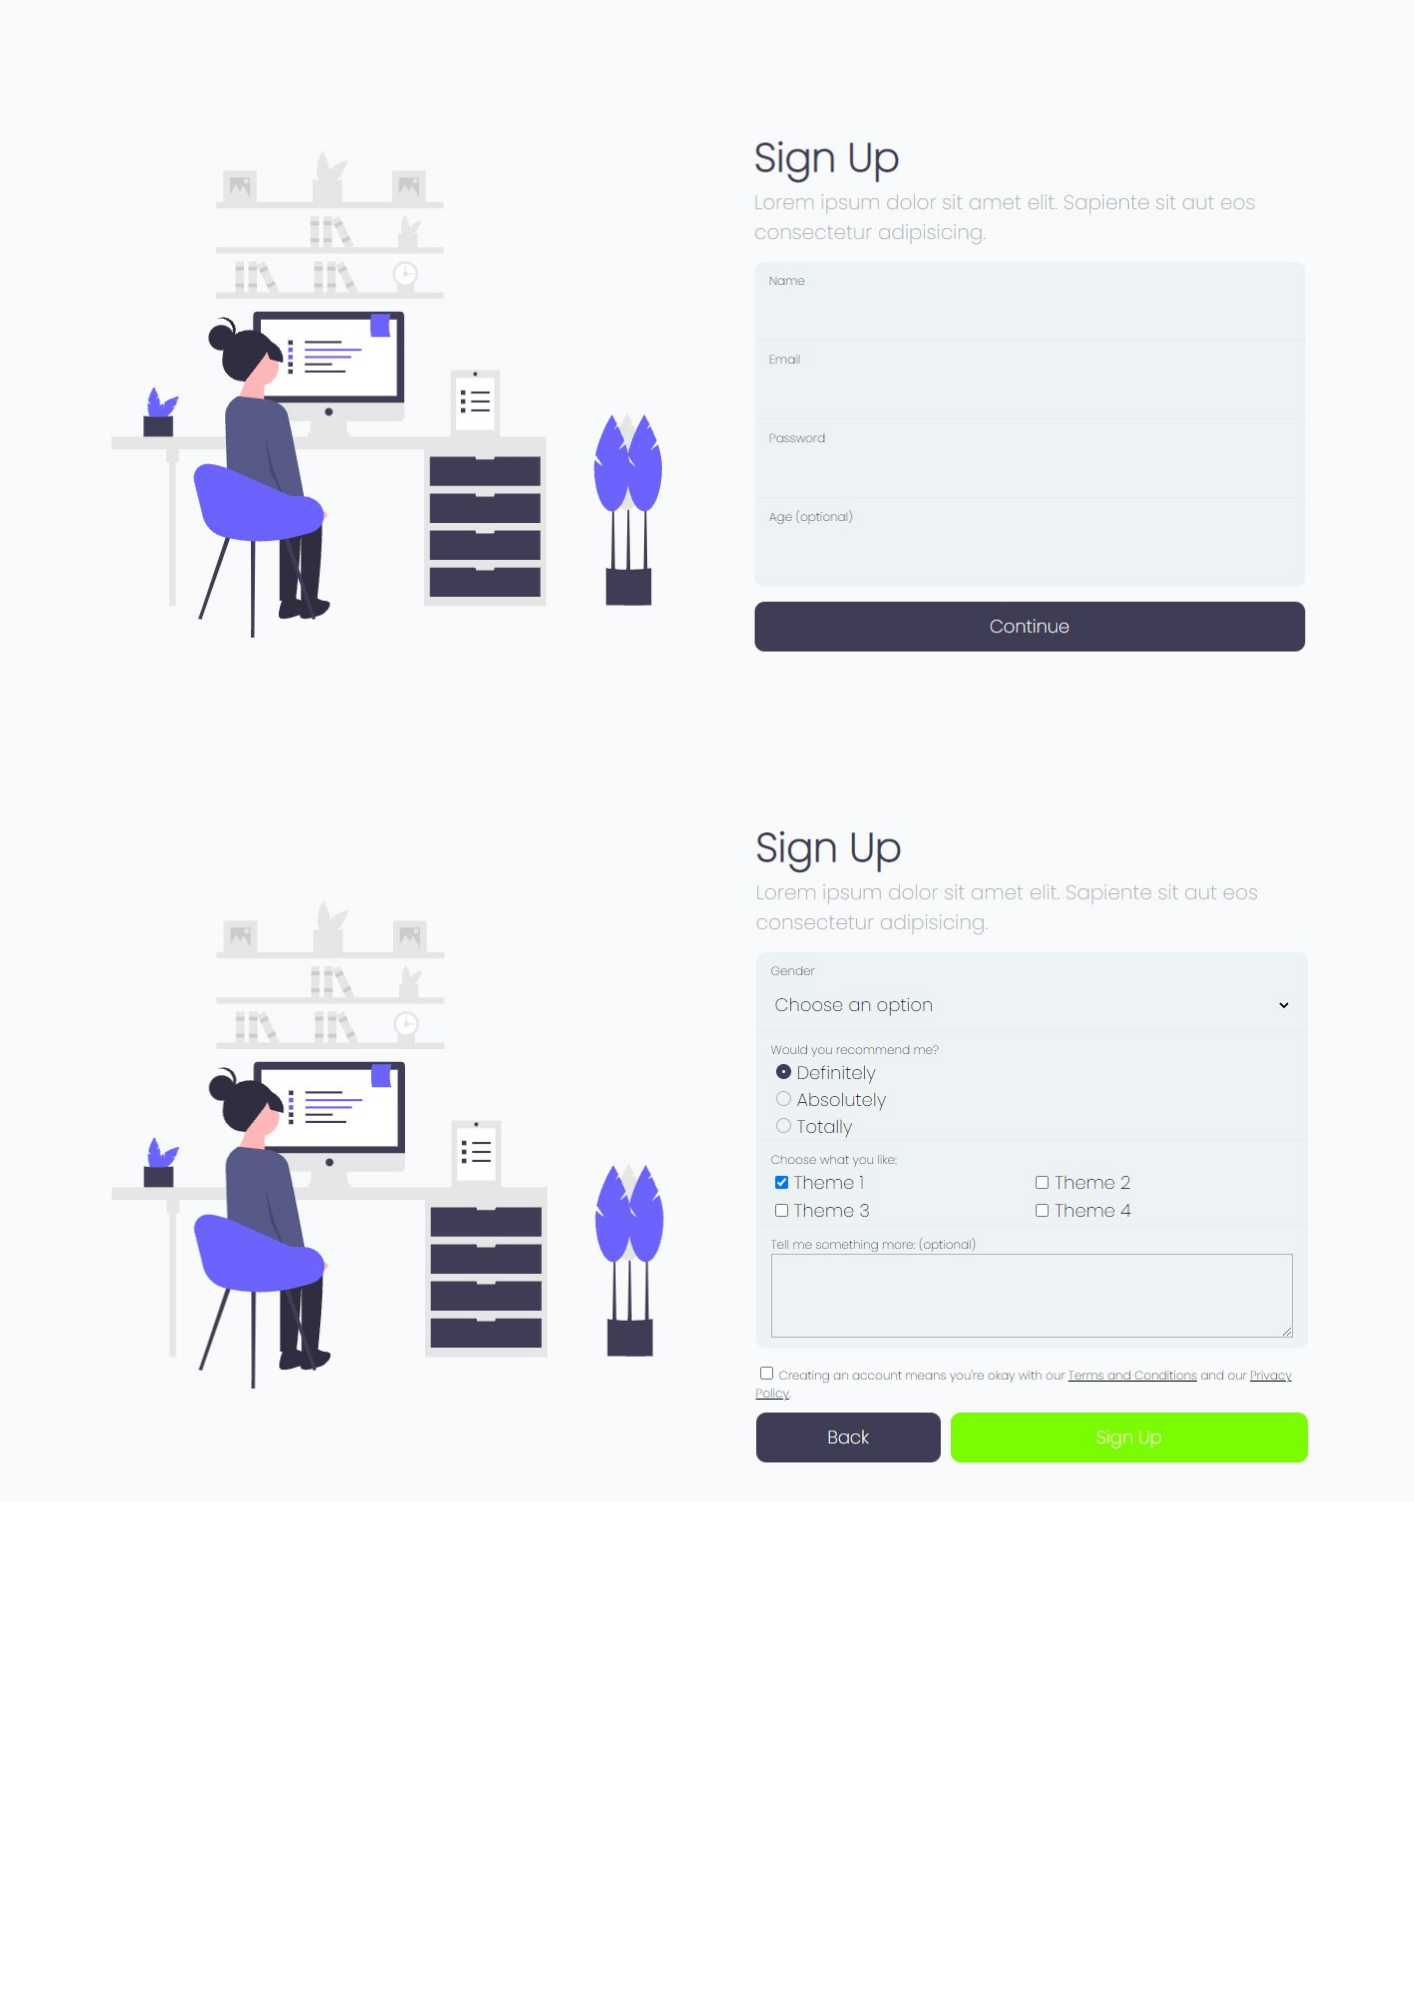 Sign Up
Lorem ipsum dolor sit amet elit. Sapiente sit aut eos
consectetur adipisicing.
Name
Email
Password
Age (optional)
Continue
Sign Up
Lorem ipsum dolor sit amet elit. Sapiente sit aut eos
consectetur adipisicing.
Gender
Choose an option
Would you recommend me?
Definitely
Absolutely
Totally
Choose what you like:
Theme 1 Theme 2
Theme 3 Theme 4
Tell me something more: (optional)
Creating an account means you're okay with our Terms and Conditions and our Privacy
Policy.
Back Sign Up